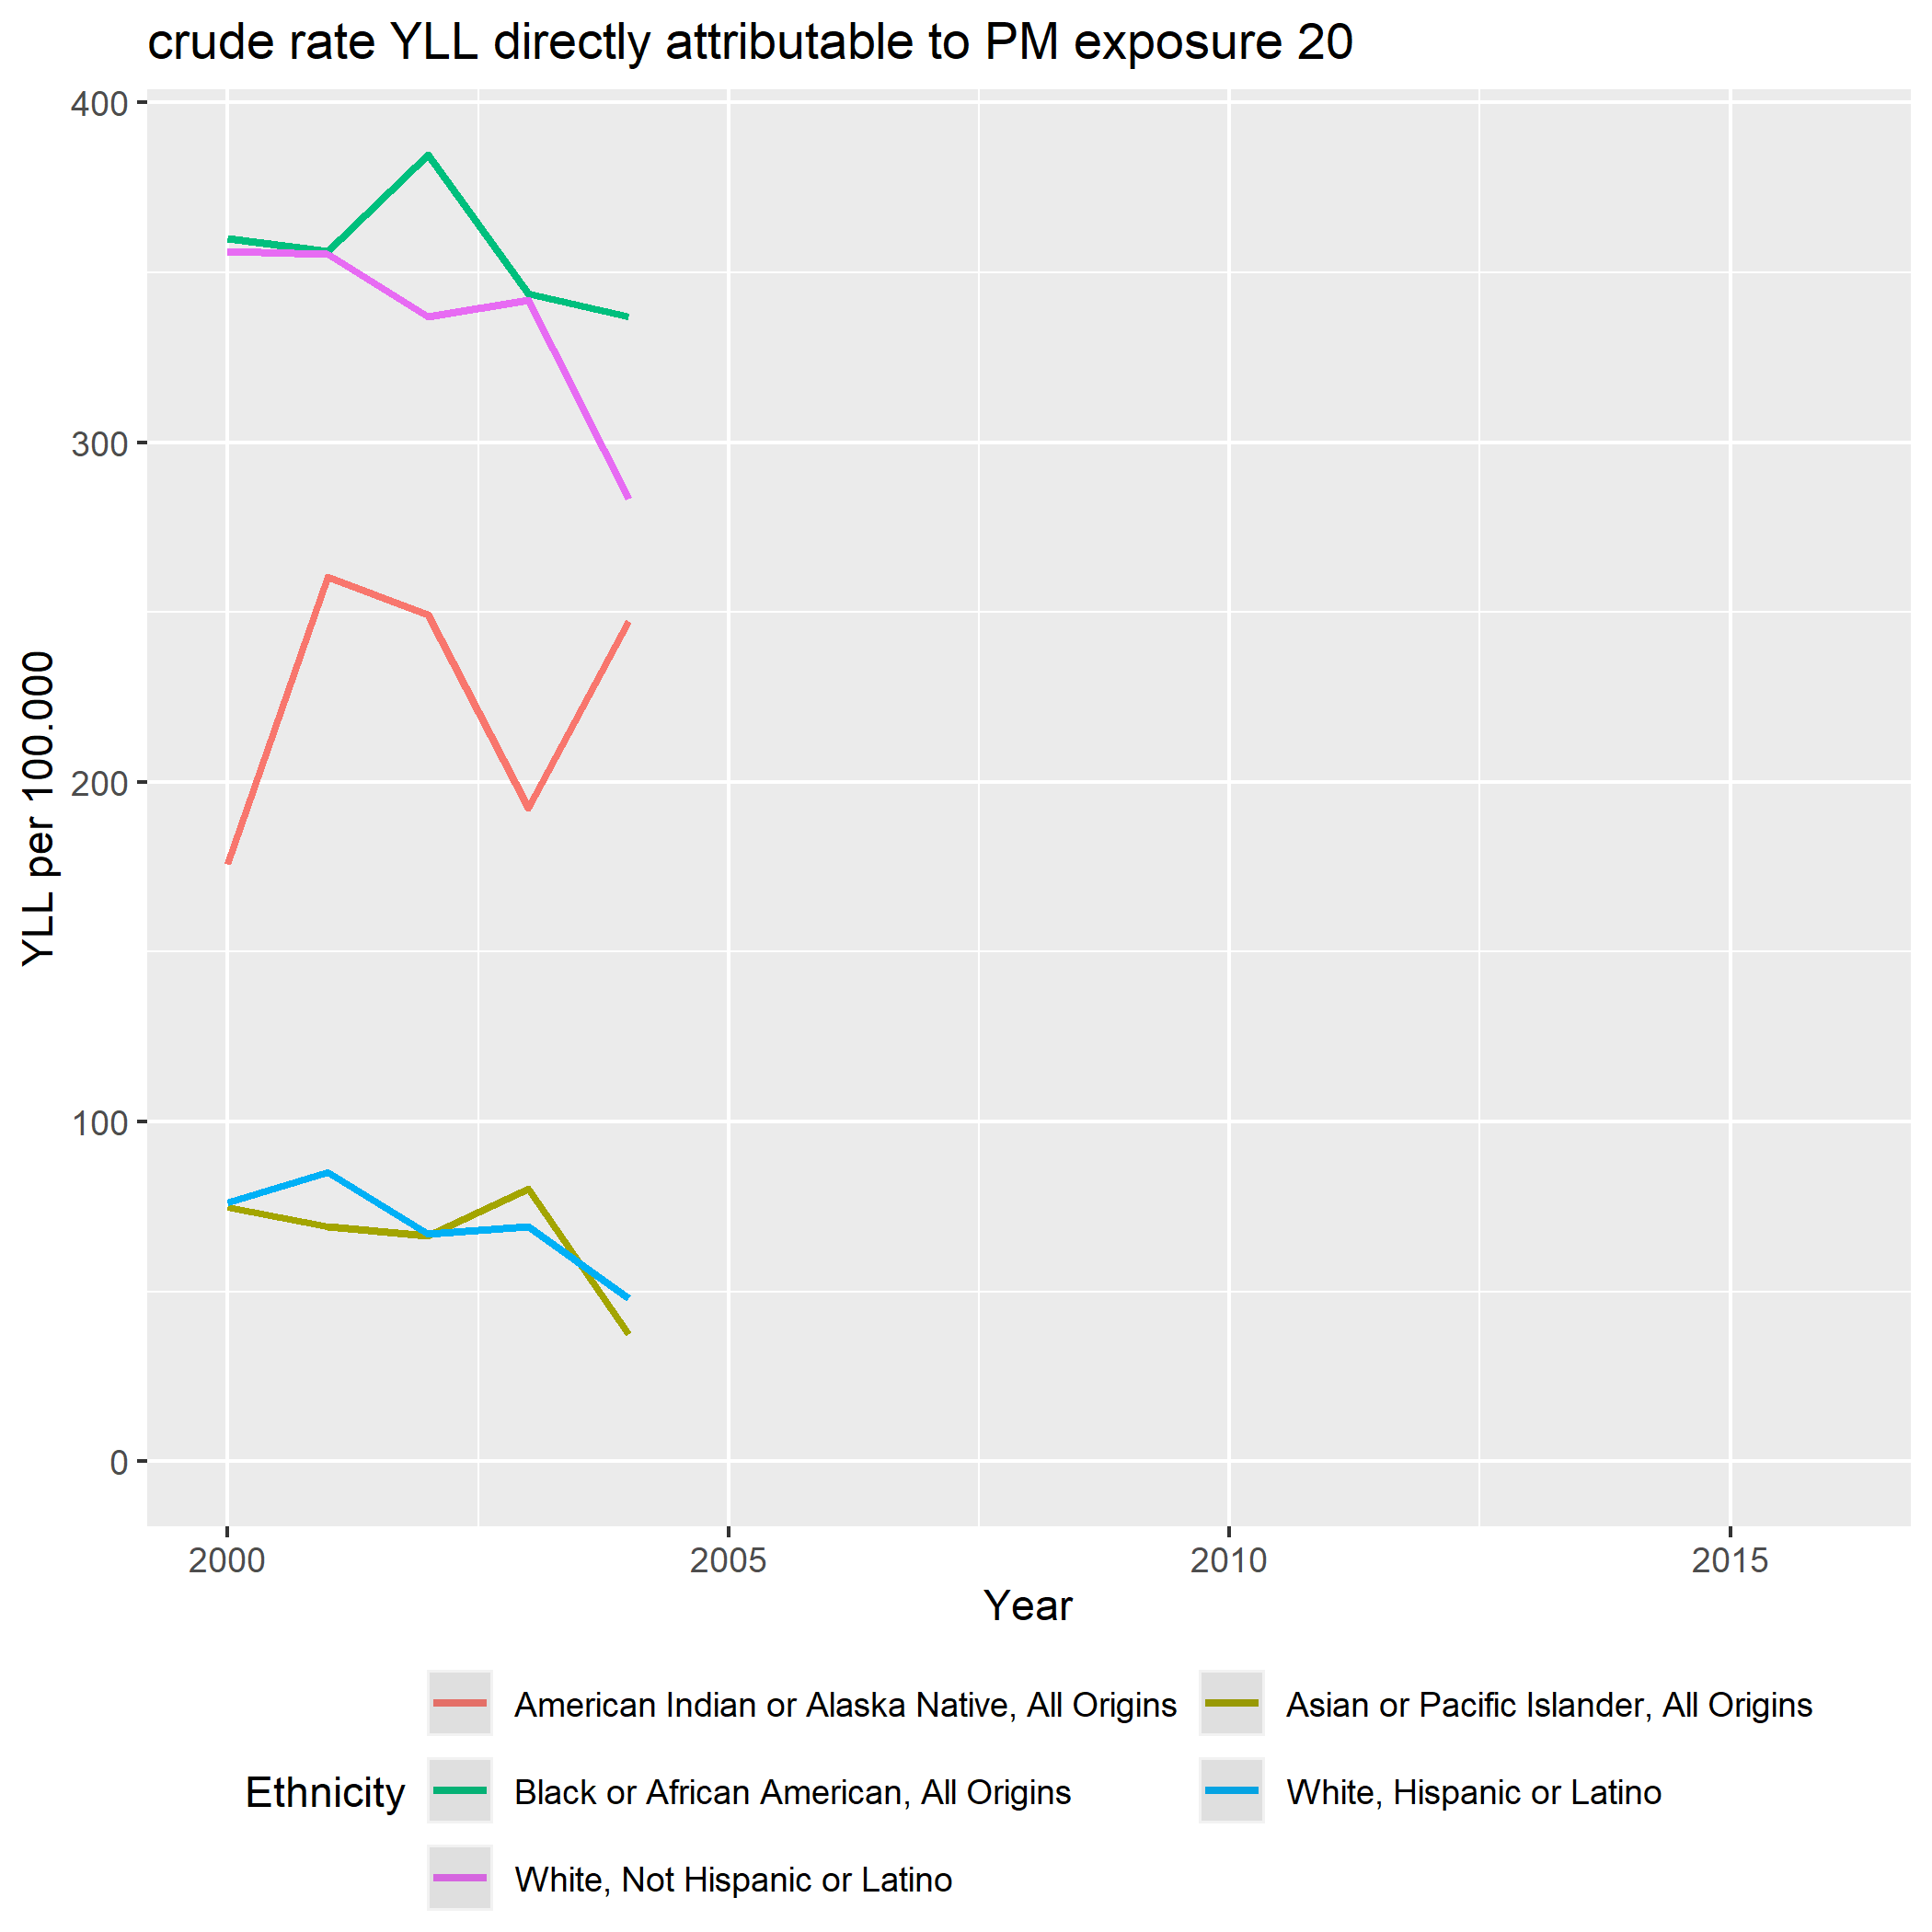 crude rate YLL directly attributable to PM exposure 20
400
300
200
100
0
YLL per 100.000
2000 2005 2010 2015
Year
Ethnicity
American Indian or Alaska Native, All Origins
Asian or Pacific Islander, All Origins
Black or African American, All Origins
White, Hispanic or Latino
White, Not Hispanic or Latino